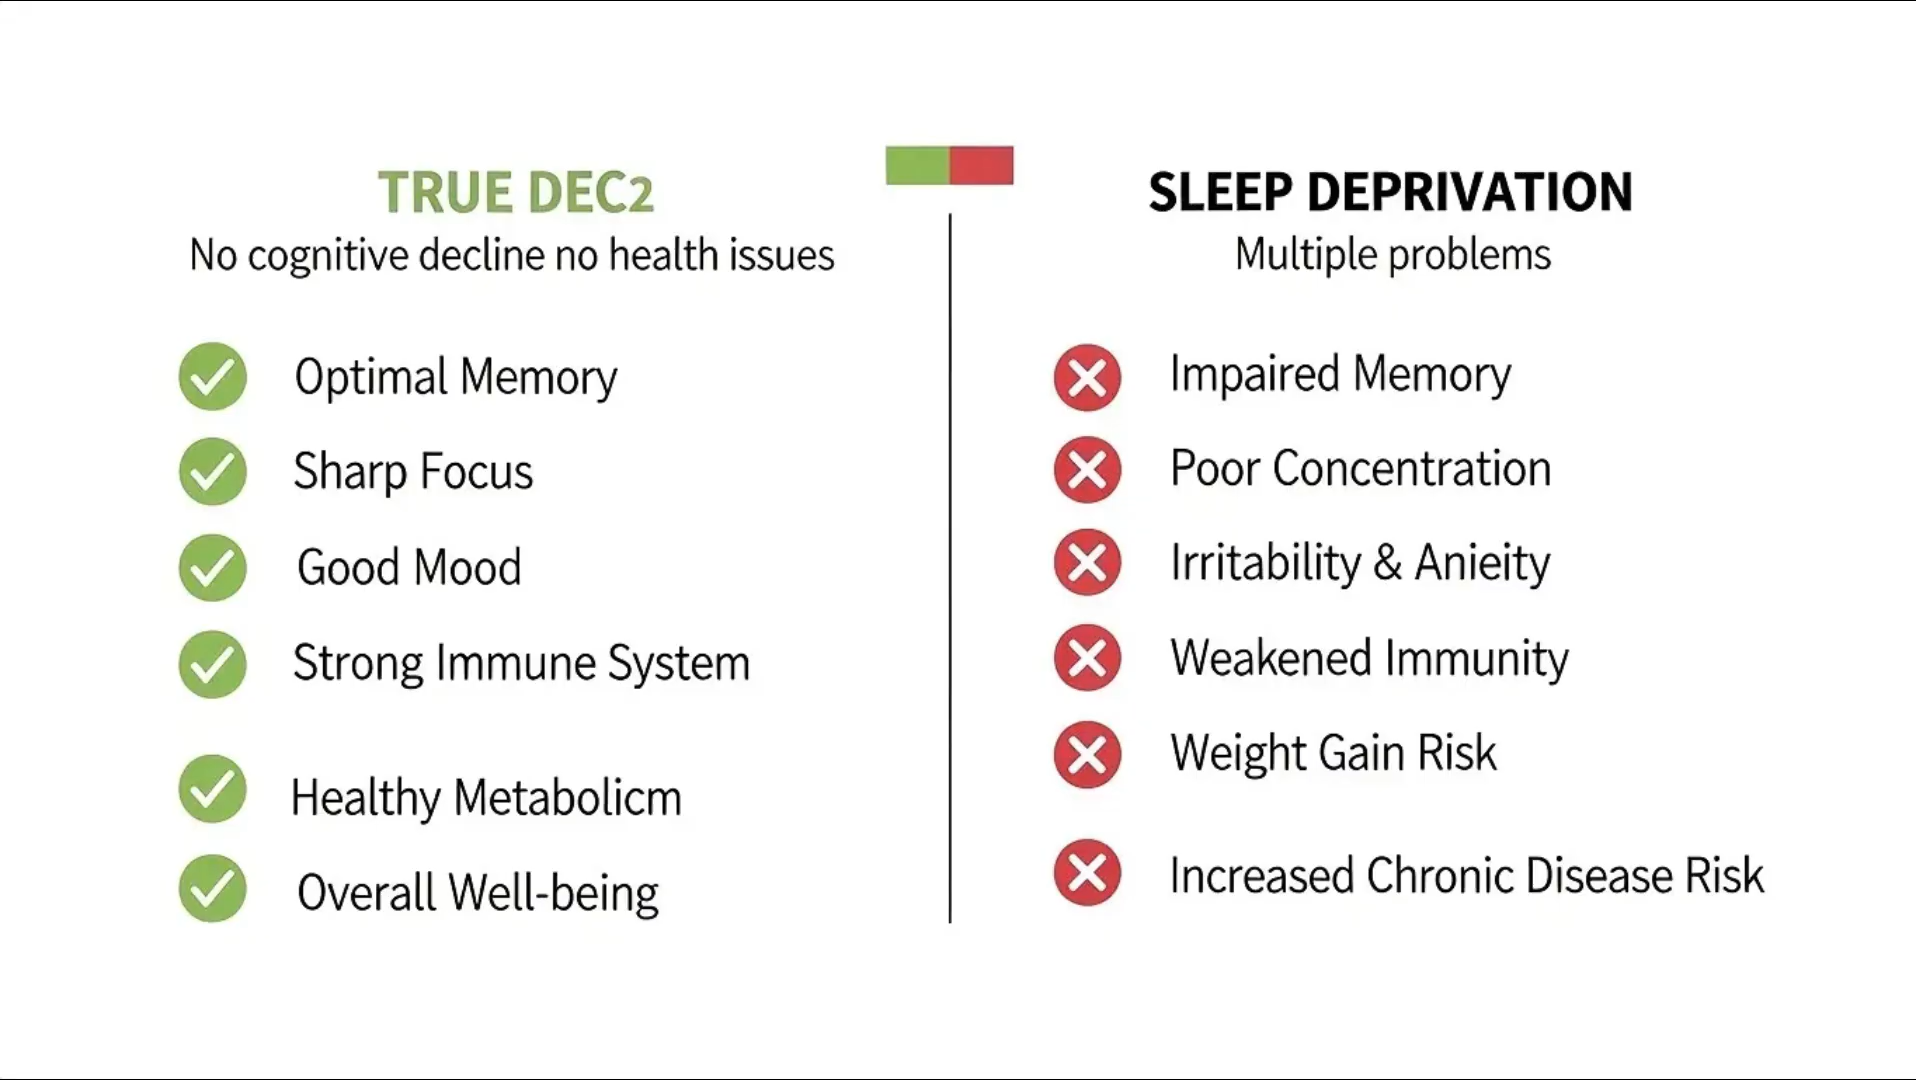 TRUE DEC2
No cognitive decline no health issues
Optimal Memory
Sharp Focus
Good Mood
Strong Immune System
Healthy Metabolicm
Overall Well-being
SLEEP DEPRIVATION
Multiple problems
Impaired Memory
Poor Concentration
Irritability & Anieity
Weakened Immunity
Weight Gain Risk
Increased Chronic Disease Risk